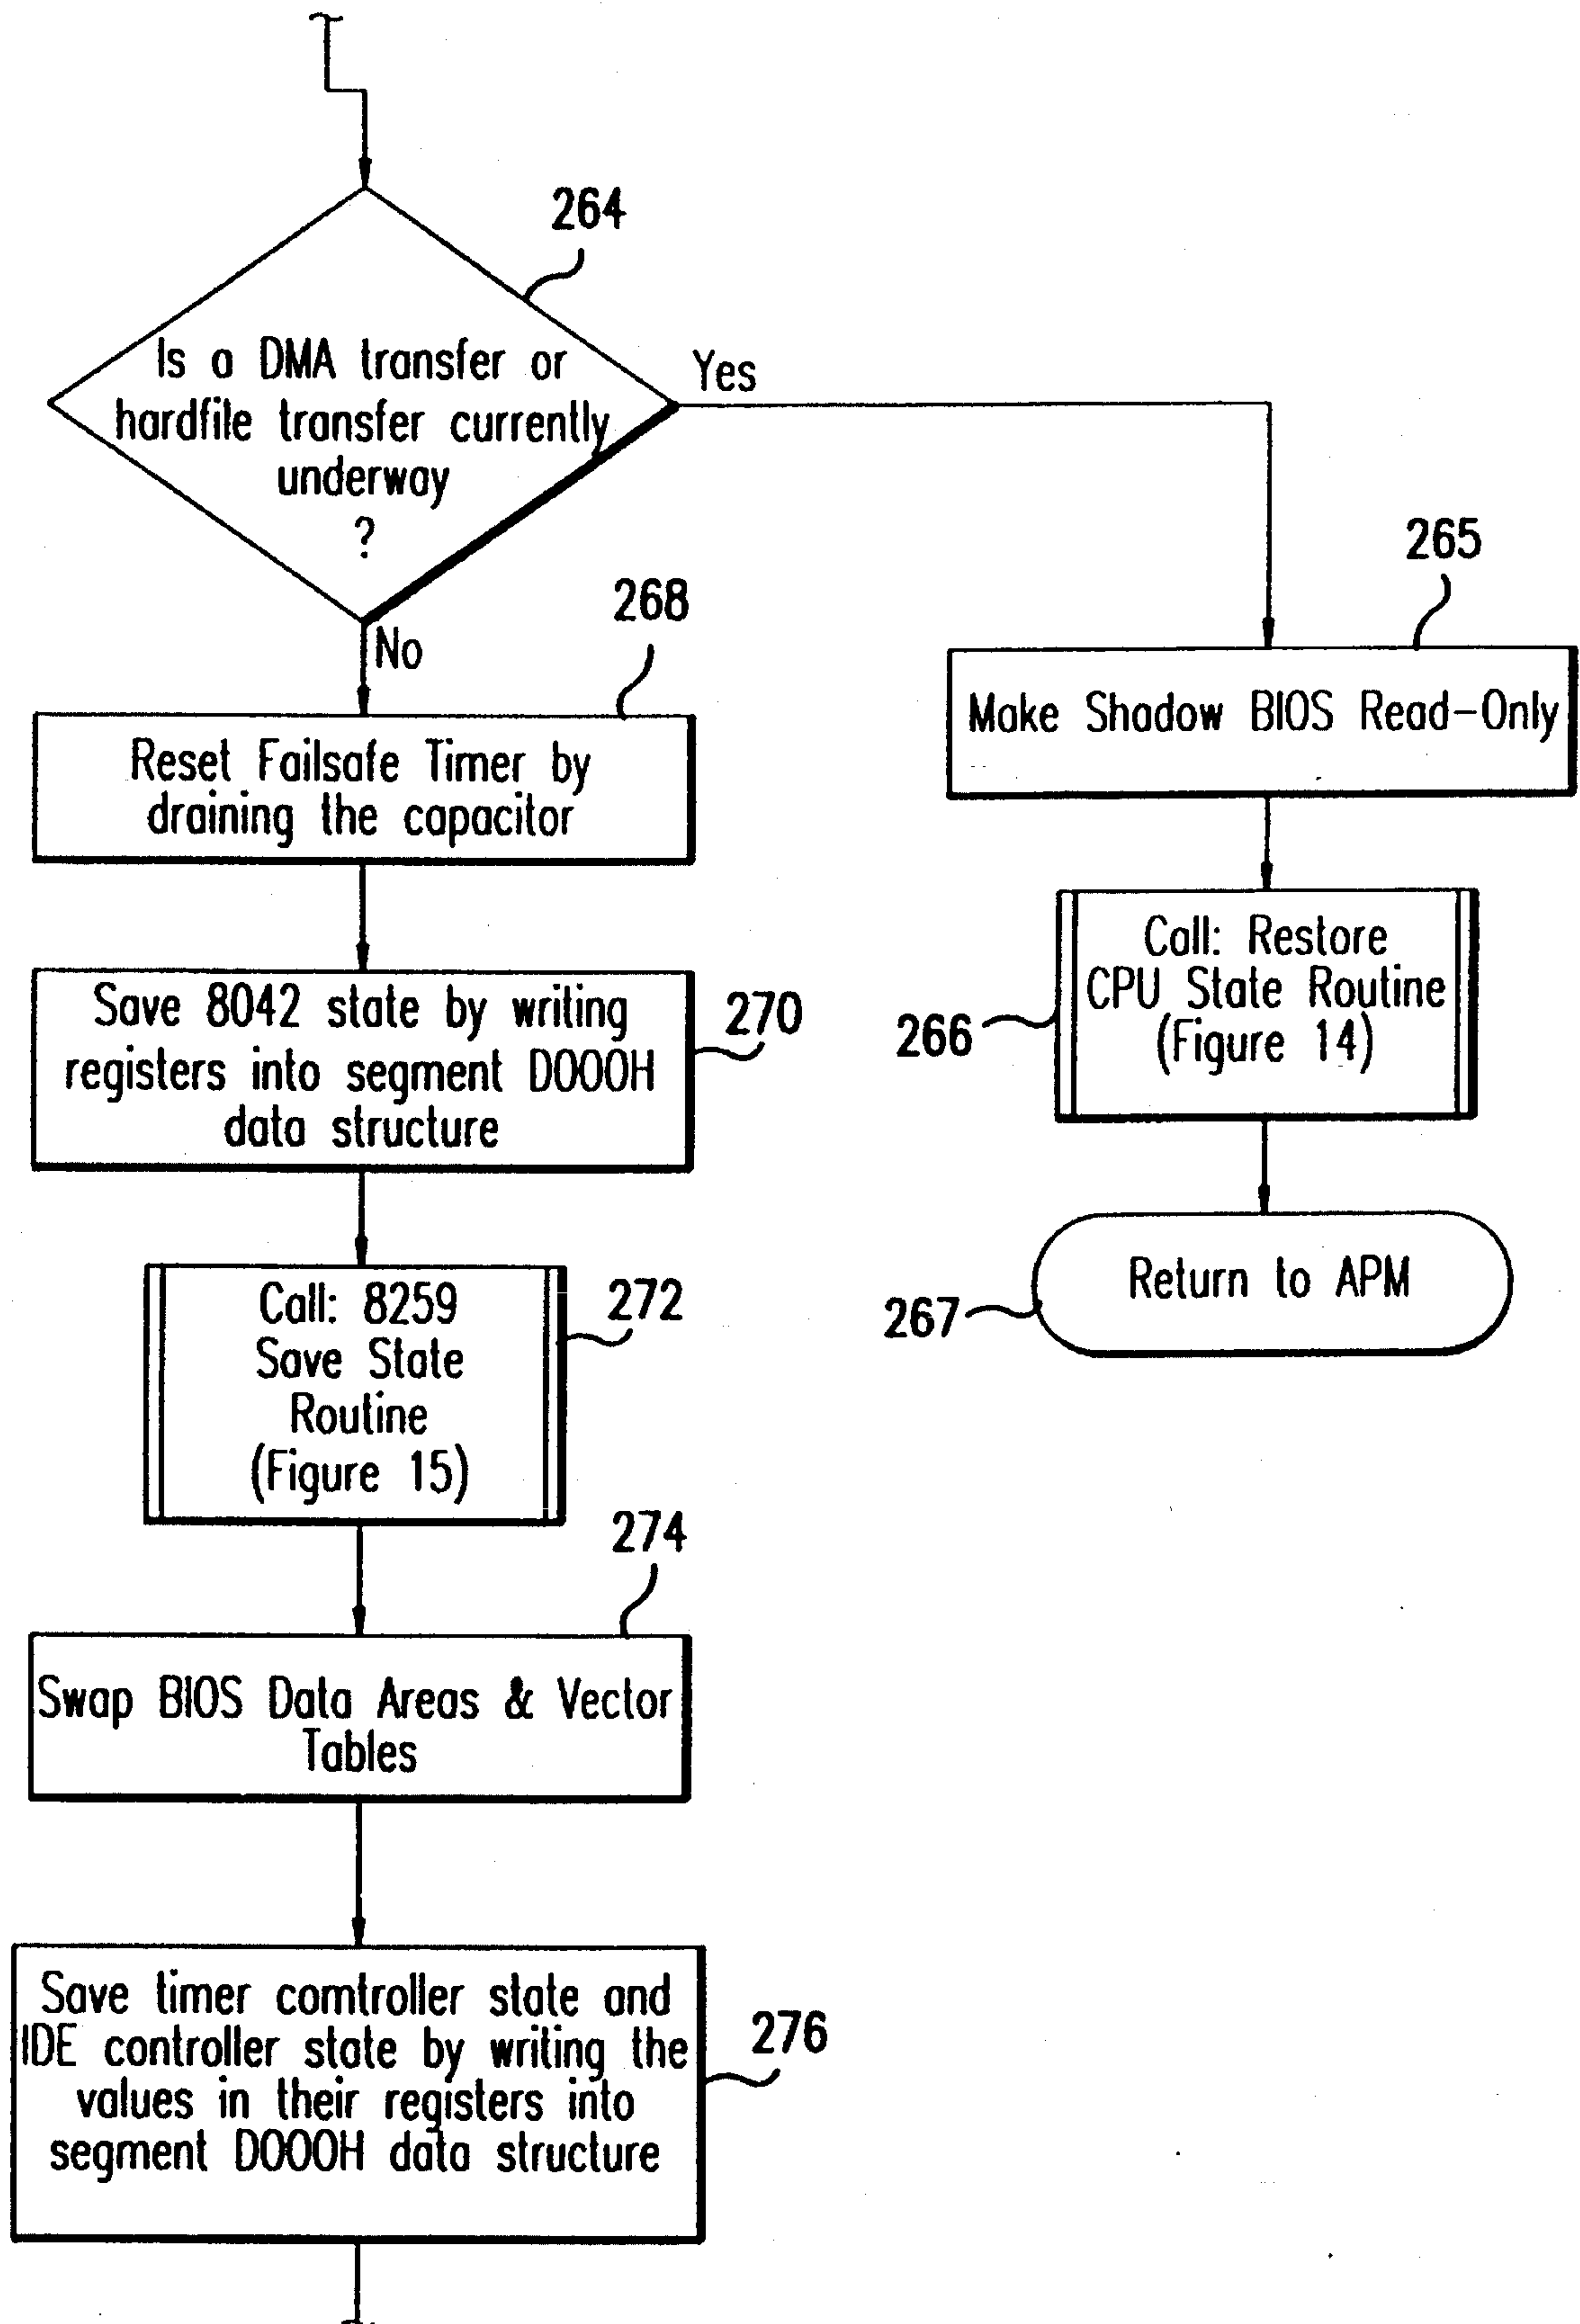 264
Is a DMA transfer or
hardfile transfer currently
underway
?
Yes
No
268
Reset Failsafe Timer by
draining the capacitor
Save 8042 state by writing
registers into segment D000H
data structure
270
Call: 8259
Save State
Routine
(Figure 15)
272
274
Swap BIOS Data Areas & Vector
Tables
Save timer comtroller state and
IDE controller state by writing the
values in their registers into
segment D000H data structure
276
265
Make Shadow BIOS Read-Only
Call: Restore
CPU State Routine
(Figure 14)
266
Return to APM
267